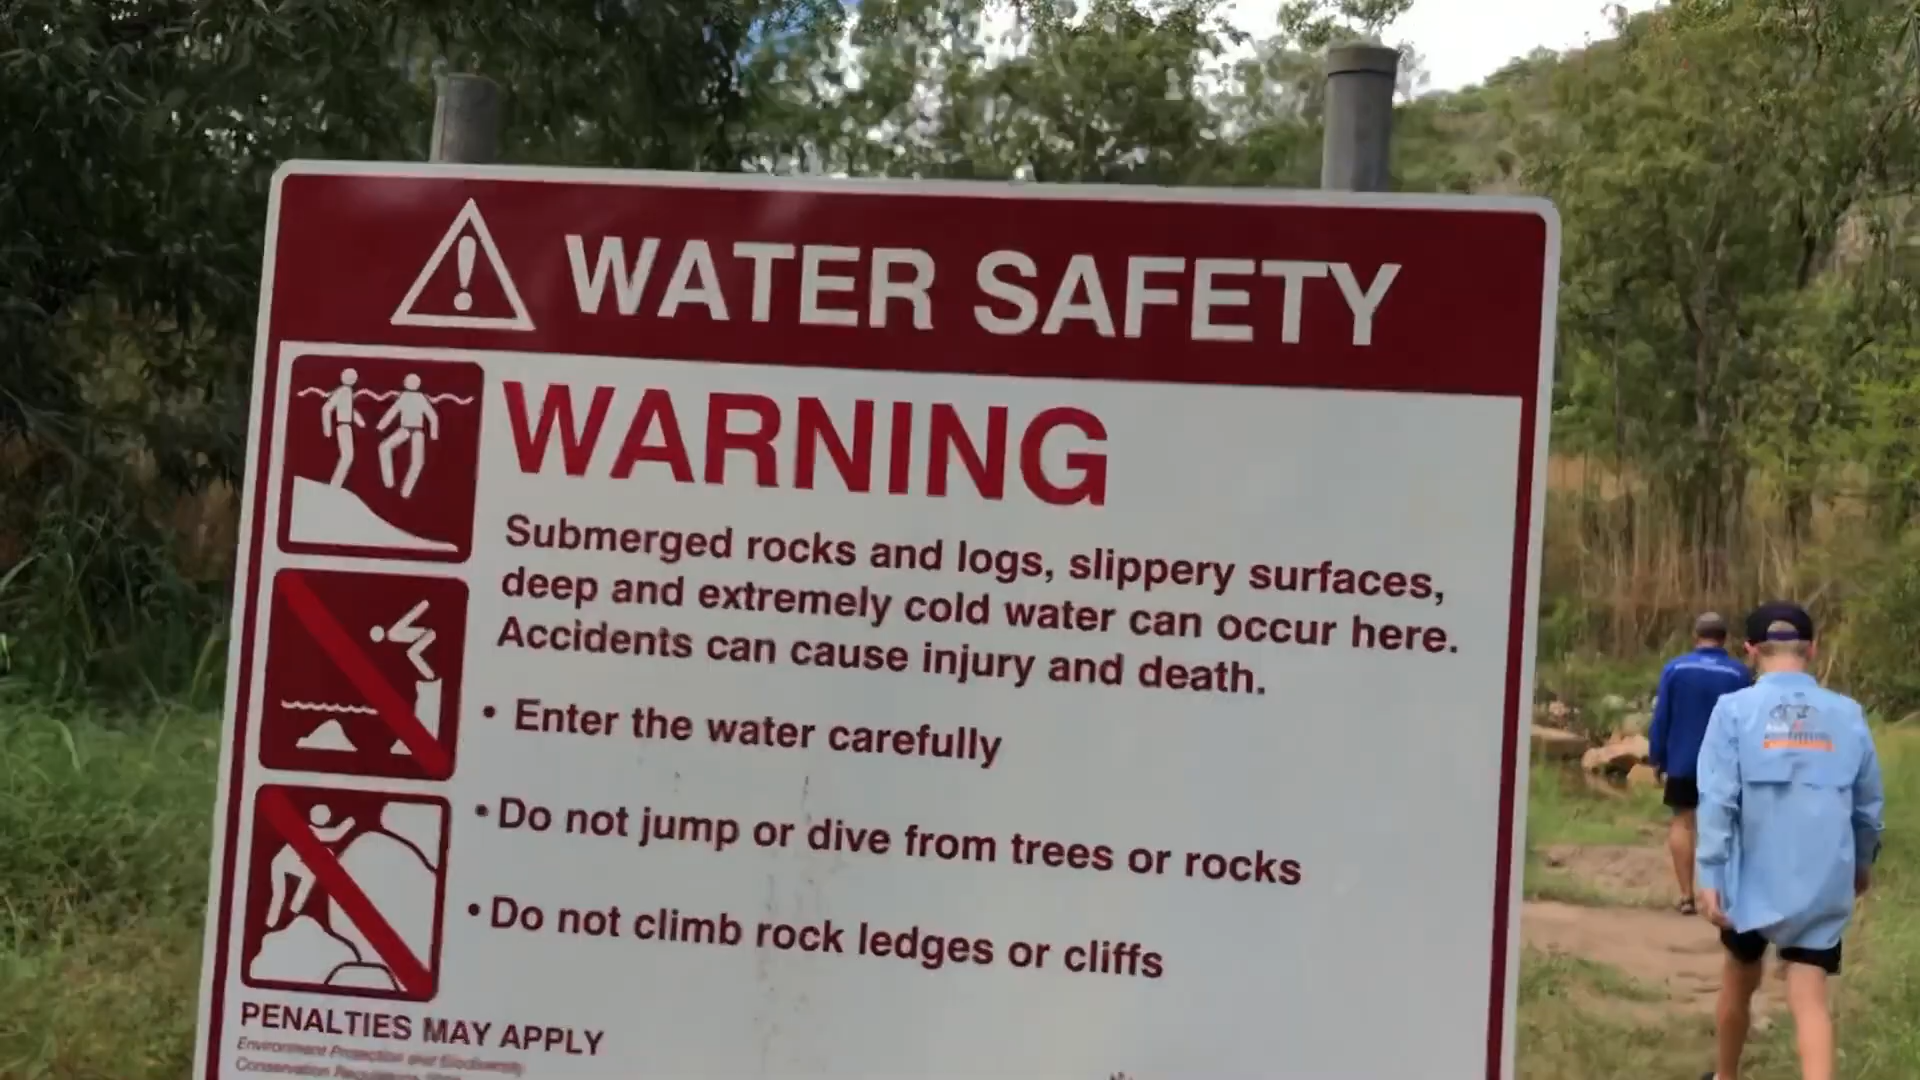 WATER SAFETY
WARNING
Submerged rocks and logs, slippery surfaces,
deep and extremely cold water can occur here.
Accidents can cause injury and death.
• Enter the water carefully
• Do not jump or dive from trees or rocks
• Do not climb rock ledges or cliffs
PENALTIES MAY APPLY
Environment Protection and Biodiversity
Conservation Regulations